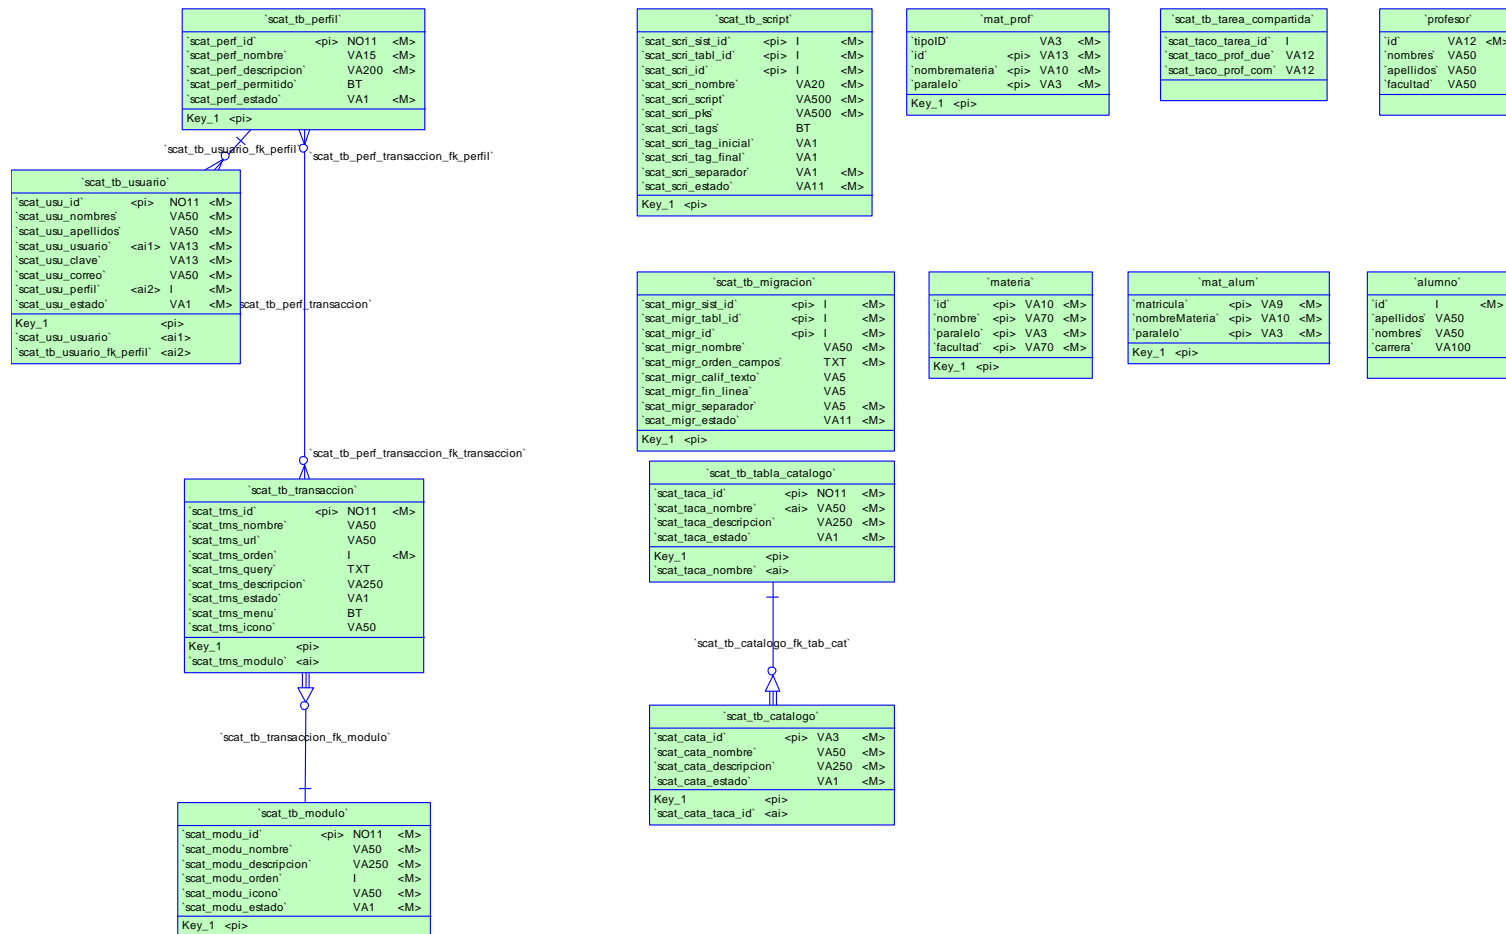 `scat_tb_perfil`
`scat_perf_id` <pi> NO11 <M>
`scat_perf_nombre` VA15 <M>
`scat_perf_descripcion` VA200 <M>
`scat_perf_permitido` BT
`scat_perf_estado` VA1 <M>
Key_1 <pi>
`scat_tb_usuario_fk_perfil`
`scat_tb_perf_transaccion_fk_perfil`
`scat_tb_usuario`
`scat_usu_id` <pi> NO11 <M>
`scat_usu_nombres` VA50 <M>
`scat_usu_apellidos` VA50 <M>
`scat_usu_usuario` <ai1> VA13 <M>
`scat_usu_clave` VA13 <M>
`scat_usu_correo` VA50 <M>
`scat_usu_perfil` <ai2> I <M>
`scat_usu_estado` VA1 <M>
Key_1 <pi>
`scat_usu_usuario` <ai1>
`scat_tb_usuario_fk_perfil` <ai2>
`scat_tb_perf_transaccion`
`scat_tb_perf_transaccion_fk_transaccion`
`scat_tb_transaccion`
`scat_trns_id` <pi> NO11 <M>
`scat_trns_nombre` VA50
`scat_trns_url` VA50
`scat_trns_orden` I <M>
`scat_trns_query` TXT
`scat_trns_descripcion` VA250
`scat_trns_estado` VA1
`scat_trns_menu` BT
`scat_trns_icono` VA50
Key_1 <pi>
`scat_trns_modulo` <ai>
`scat_tb_transaccion_fk_modulo`
`scat_tb_modulo`
`scat_modu_id` <pi> NO11 <M>
`scat_modu_nombre` VA50 <M>
`scat_modu_descripcion` VA250 <M>
`scat_modu_orden` I <M>
`scat_modu_icono` VA50 <M>
`scat_modu_estado` VA1 <M>
Key_1 <pi>
`scat_tb_script`
`scat_scri_sist_id` <pi> I <M>
`scat_scri_tabl_id` <pi> I <M>
`scat_scri_id` <pi> I <M>
`scat_scri_nombre` VA20 <M>
`scat_scri_script` VA500 <M>
`scat_scri_pks` VA500 <M>
`scat_scri_tags` BT
`scat_scri_tag_inicial` VA1
`scat_scri_tag_final` VA1
`scat_scri_separador` VA1 <M>
`scat_scri_estado` VA11 <M>
Key_1 <pi>
`mat_prof`
`tipoID` VA3 <M>
`id` <pi> VA13 <M>
`nombremateria` <pi> VA10 <M>
`paralelo` <pi> VA3 <M>
Key_1 <pi>
`scat_tb_tarea_compartida`
`scat_taco_tarea_id` I
`scat_taco_prof_due` VA12
`scat_taco_prof_com` VA12
`profesor`
`id` VA12 <M>
`nombres` VA50
`apellidos` VA50
`facultad` VA50
`scat_tb_migracion`
`scat_migr_sist_id` <pi> I <M>
`scat_migr_tabl_id` <pi> I <M>
`scat_migr_id` <pi> I <M>
`scat_migr_nombre` VA50 <M>
`scat_migr_orden_campos` TXT <M>
`scat_migr_calif_texto` VA5
`scat_migr_fin_linea` VA5
`scat_migr_separador` VA5 <M>
`scat_migr_estado` VA11 <M>
Key_1 <pi>
`materia`
`id` <pi> VA10 <M>
`nombre` <pi> VA70 <M>
`paralelo` <pi> VA3 <M>
`facultad` <pi> VA70 <M>
Key_1 <pi>
`mat_alum`
`matricula` <pi> VA9 <M>
`nombreMateria` <pi> VA10 <M>
`paralelo` <pi> VA3 <M>
Key_1 <pi>
`alumno`
`id` I <M>
`apellidos` VA50
`nombres` VA50
`carrera` VA100
`scat_tb_tabla_catalogo`
`scat_taca_id` <pi> NO11 <M>
`scat_taca_nombre` <ai> VA50 <M>
`scat_taca_descripcion` VA250 <M>
`scat_taca_estado` VA1 <M>
Key_1 <pi>
`scat_taca_nombre` <ai>
`scat_tb_catalogo_fk_tab_cat`
`scat_tb_catalogo`
`scat_cata_id` <pi> VA3 <M>
`scat_cata_nombre` VA50 <M>
`scat_cata_descripcion` VA250 <M>
`scat_cata_estado` VA1 <M>
Key_1 <pi>
`scat_cata_taca_id` <ai>